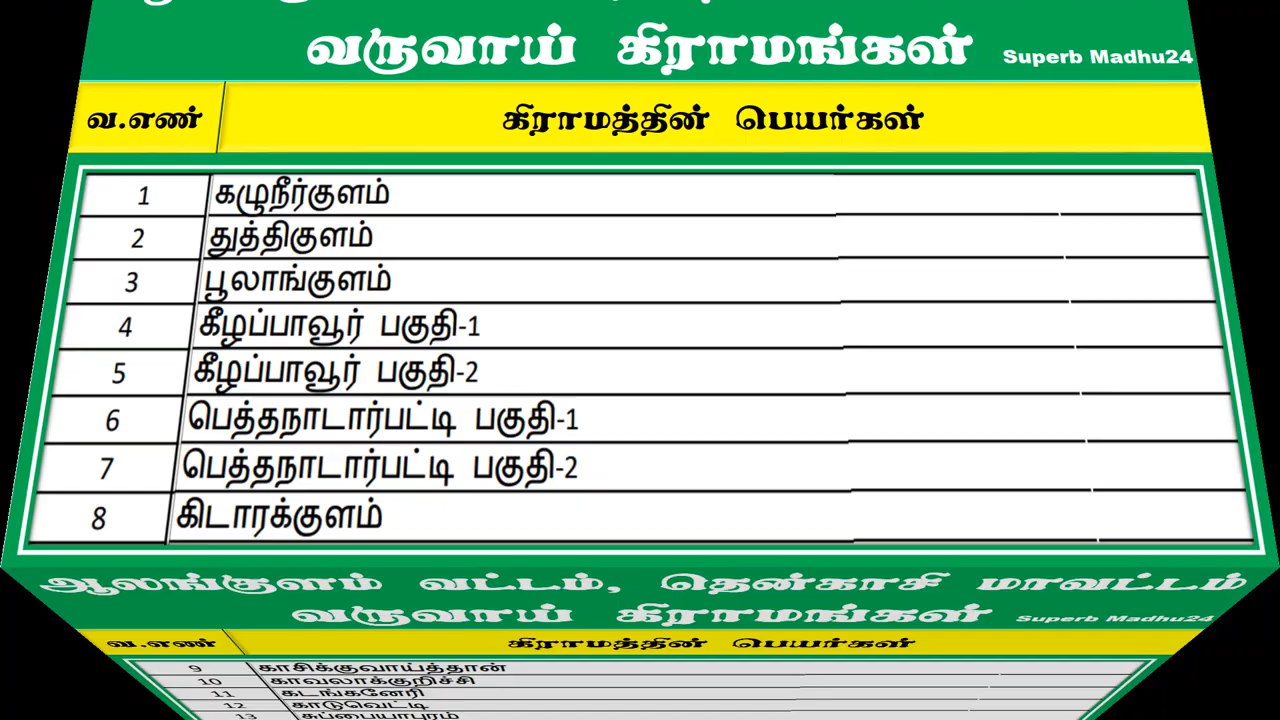 வருவாய் கிராமங்கள் Superb Madhu24
வ.எண் கிராமத்தின் பெயர்கள்
1 கழுநீர்குளம்
2 துத்திகுளம்
3 பூலாங்குளம்
4 கீழப்பாவூர் பகுதி-1
5 கீழப்பாவூர் பகுதி-2
6 பெத்தநாடார்பட்டி பகுதி-1
7 பெத்தநாடார்பட்டி பகுதி-2
8 கிடாரக்குளம்
ஆலங்குளம் வட்டம், தென்காசி மாவட்டம்
வருவாய் கிராமங்கள் Superb Madhu24
வ.எண் கிராமத்தின் பெயர்கள்
9 காசிக்குவாய்த்தான்
10 காவலாக்குறிச்சி
11 கடங்கனேரி
12 காடுவெட்டி
13 சுப்பையாபுரம்